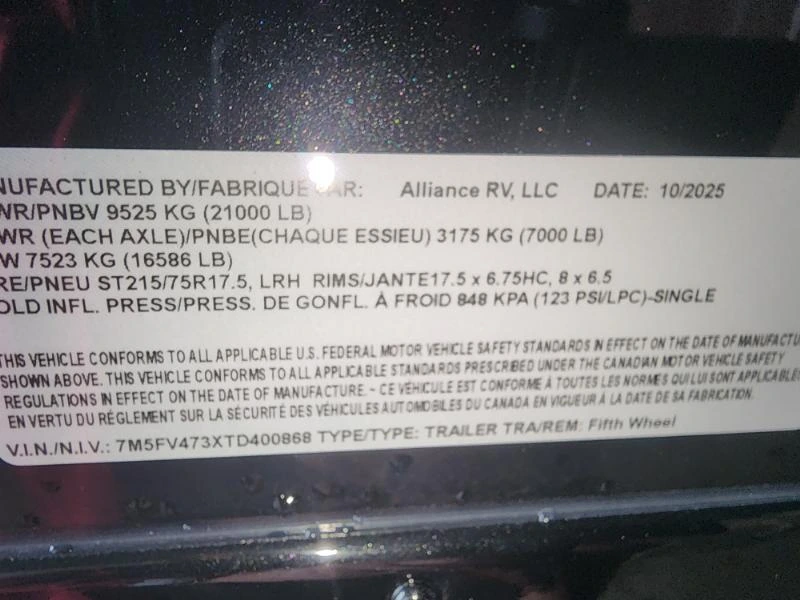 NUFACTURED BY/FABRIQUE PAR: Alliance RV, LLC DATE: 10/2025
WR/PNBV 9525 KG (21000 LB)
WR (EACH AXLE)/PNBE(CHAQUE ESSIEU) 3175 KG (7000 LB)
W 7523 KG (16586 LB)
RE/PNEU ST215/75R17.5, LRH RIMS/JANTE17.5 x 6.75HC, 8 x 6.5
OLD INFL. PRESS/PRESS. DE GONFL. À FROID 848 KPA (123 PSI/LPC)-SINGLE
THIS VEHICLE CONFORMS TO ALL APPLICABLE U.S. FEDERAL MOTOR VEHICLE SAFETY STANDARDS IN EFFECT ON THE DATE OF MANUFACTU
SHOWN ABOVE. THIS VEHICLE CONFORMS TO ALL APPLICABLE STANDARDS PRESCRIBED UNDER THE CANADIAN MOTOR VEHICLE SAFETY
REGULATIONS IN EFFECT ON THE DATE OF MANUFACTURE. - CE VÉHICULE EST CONFORME À TOUTES LES NORMES QUI LUI SONT APPLICABLES
EN VERTU DU RÉGLEMENT SUR LA SÉCURITÉ DES VÉHICULES AUTOMOBILES DU CANADA EN VIGUEUR À LA DATE DE SA FABRICATION.
V.I.N./N.I.V.: 7M5FV473XTD400868 TYPE/TYPE: TRAILER TRA/REM: Fifth Wheel